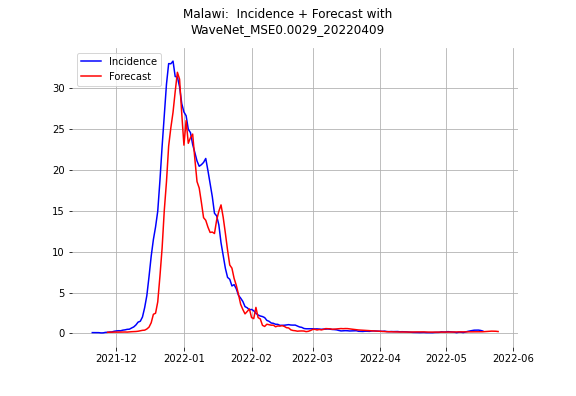 Malawi:  Incidence + Forecast with
WaveNet_MSE0.0029_20220409
Incidence
Forecast
30
25
20
15
10
5
0
2021-12 2022-01 2022-02 2022-03 2022-04 2022-05 2022-06